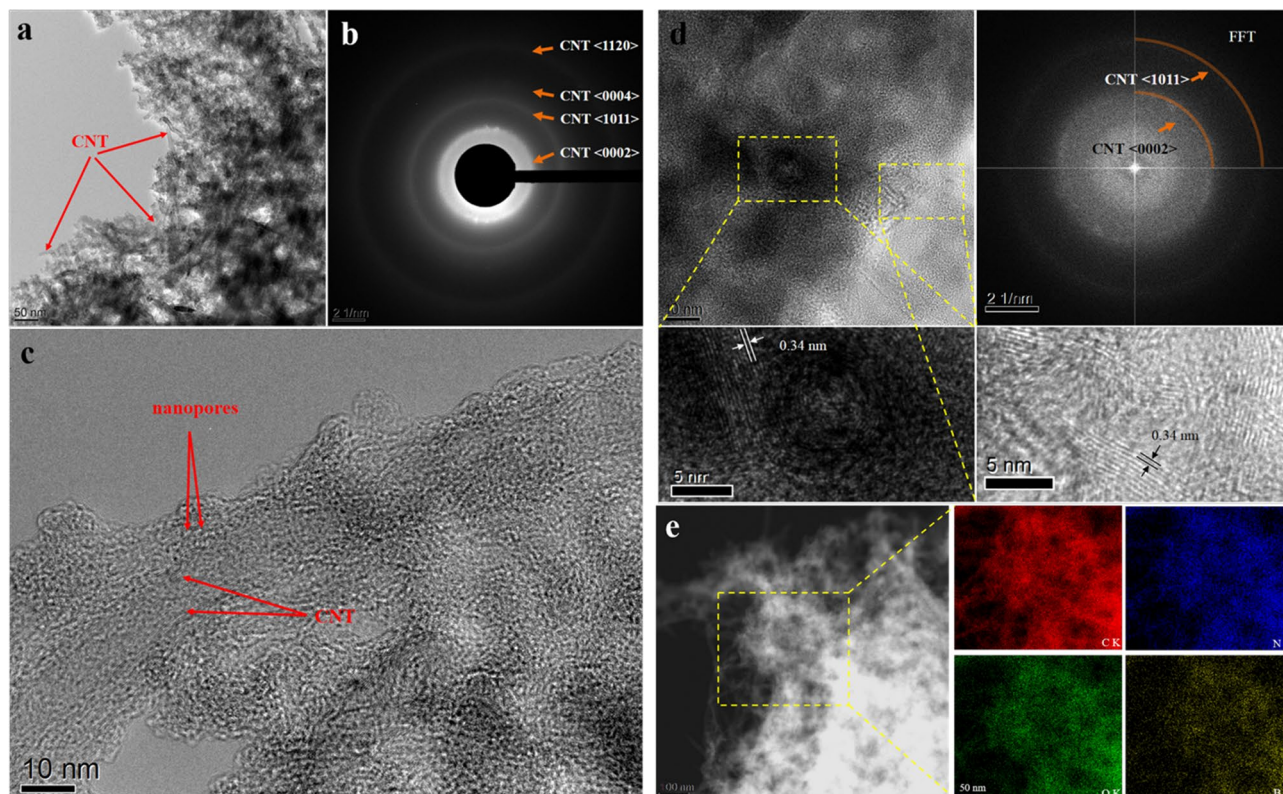 a
CNT
50 nm
b
CNT <1120>
CNT <0004>
CNT <1011>
CNT <0002>
2 1/nm
c
nanopores
CNT
10 nm
d
FFT
CNT <1011>
CNT <0002>
2 1/nm
0.34 nm
5 nm
0.34 nm
5 nm
e
100 nm
C K
N
50 nm
O K